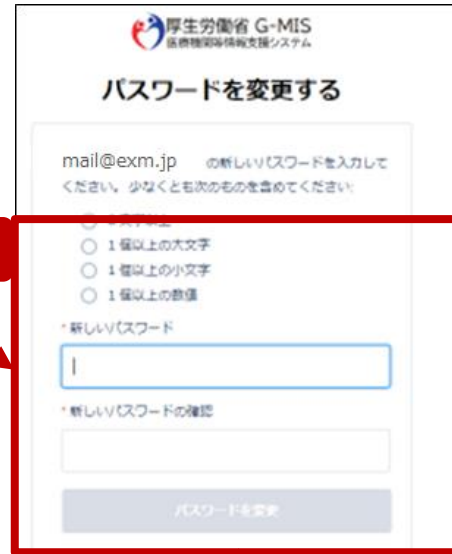 厚生労働省 G-MIS
医療機関等情報支援システム
パスワードを変更する
mail@exm.jp の新しいパスワードを入力して
ください。少なくとも次のものを含めてください:
1 個以上の大文字
1 個以上の小文字
1 個以上の数値
* 新しいパスワード
* 新しいパスワードの確認
パスワードを変更